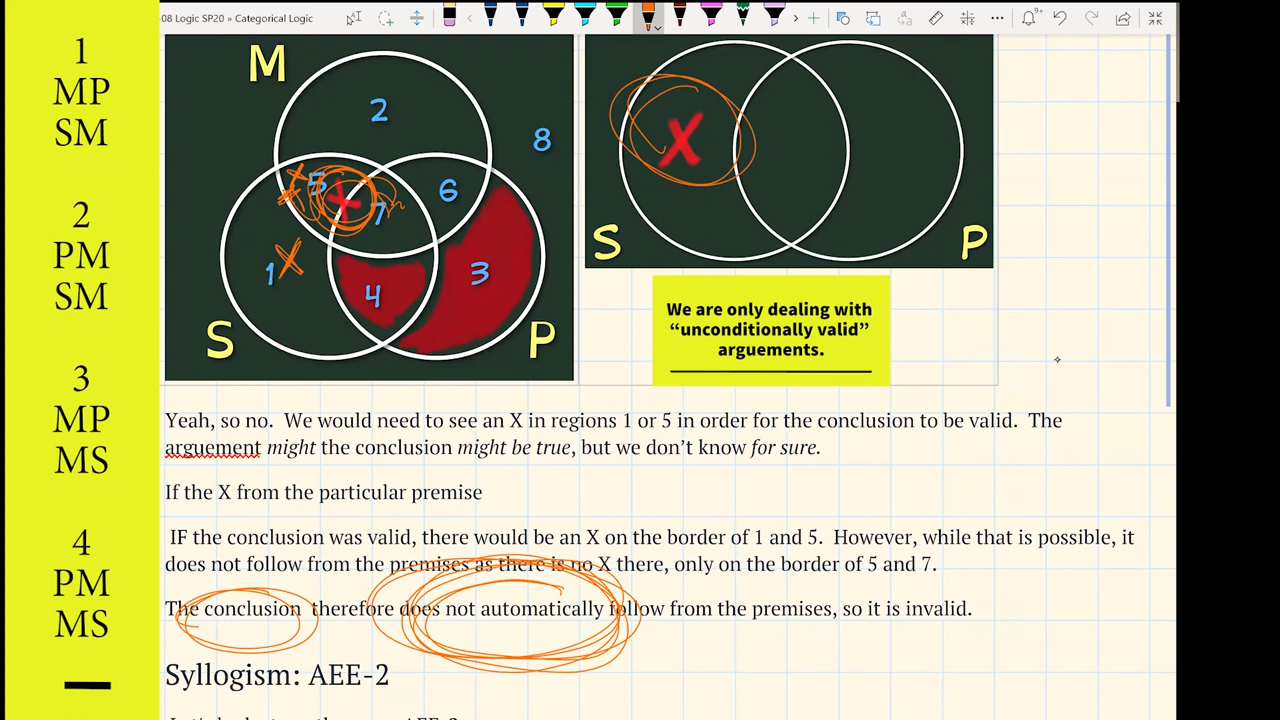 08 Logic SP20 » Categorical Logic
9+
1
MP
SM
2
PM
SM
3
MP
MS
4
PM
MS
M
2
8
5
6
X
7
1
X
4
3
S
P
X
S
P
We are only dealing with
“unconditionally valid”
arguements.
Yeah, so no. We would need to see an X in regions 1 or 5 in order for the conclusion to be valid. The
arguement might the conclusion might be true, but we don’t know for sure.
If the X from the particular premise
IF the conclusion was valid, there would be an X on the border of 1 and 5. However, while that is possible, it
does not follow from the premises as there is no X there, only on the border of 5 and 7.
The conclusion therefore does not automatically follow from the premises, so it is invalid.
Syllogism: AEE-2